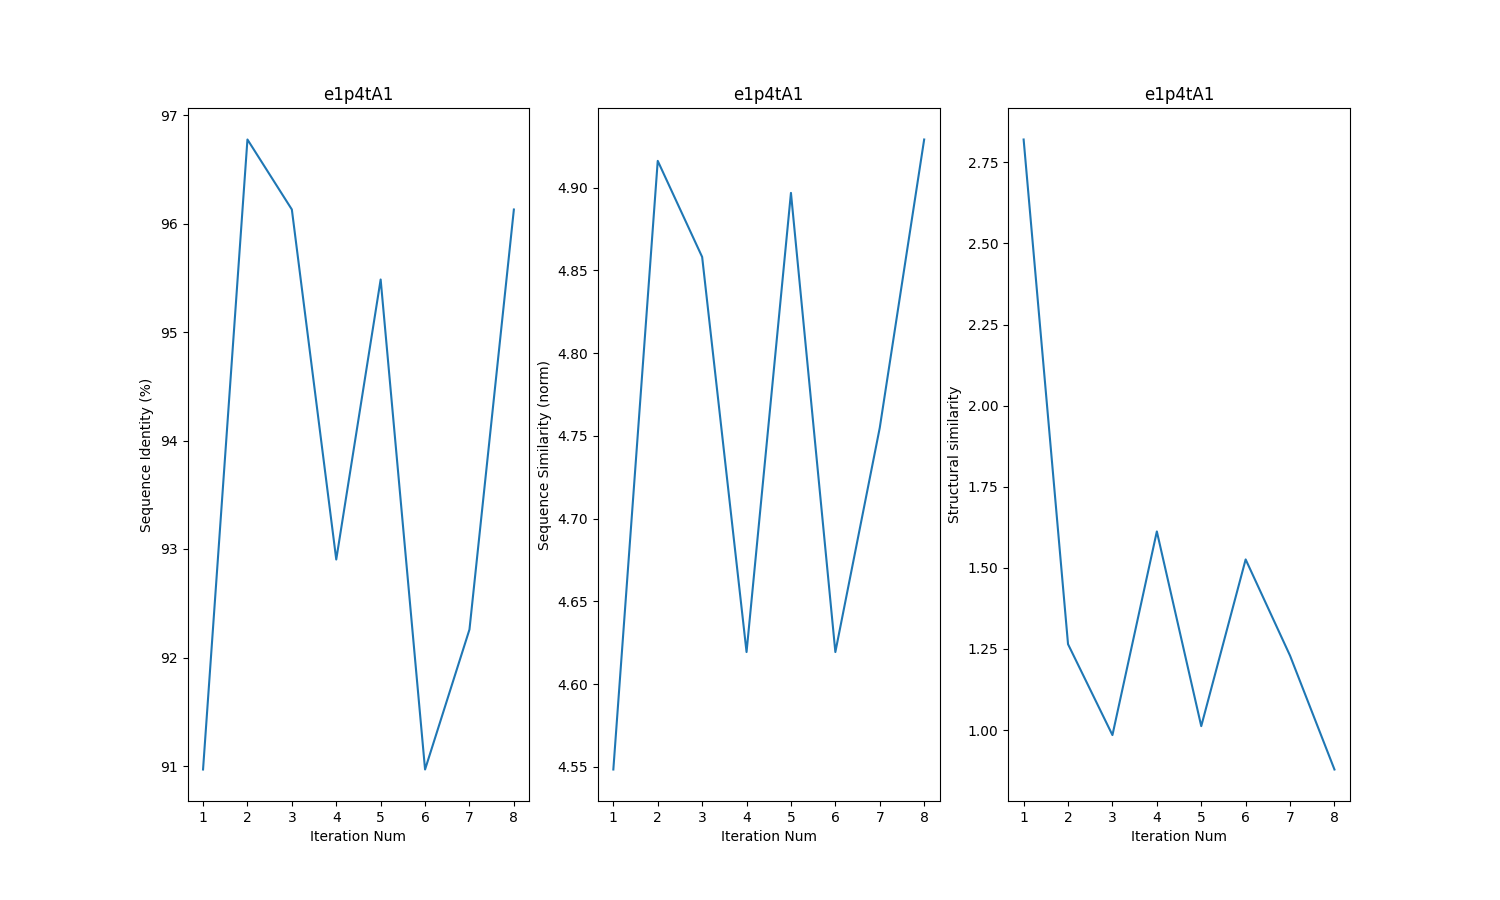 e1p4tA1
97
96
95
94
93
92
91
Sequence Identity (%)
1 2 3 4 5 6 7 8
Iteration Num
e1p4tA1
4.90
4.85
4.80
4.75
4.70
4.65
4.60
4.55
Sequence Similarity (norm)
1 2 3 4 5 6 7 8
Iteration Num
e1p4tA1
2.75
2.50
2.25
2.00
1.75
1.50
1.25
1.00
Structural similarity
1 2 3 4 5 6 7 8
Iteration Num